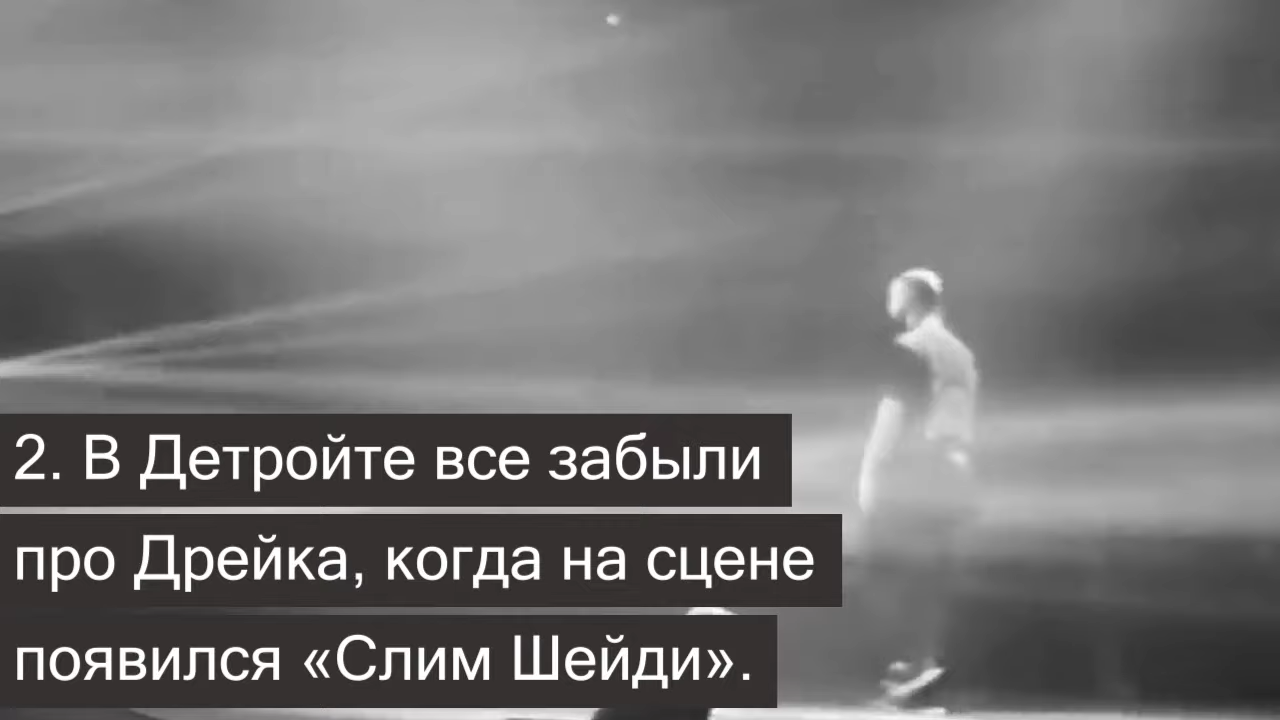 2. В Детройте все забыли
про Дрейка, когда на сцене
появился «Слим Шейди».